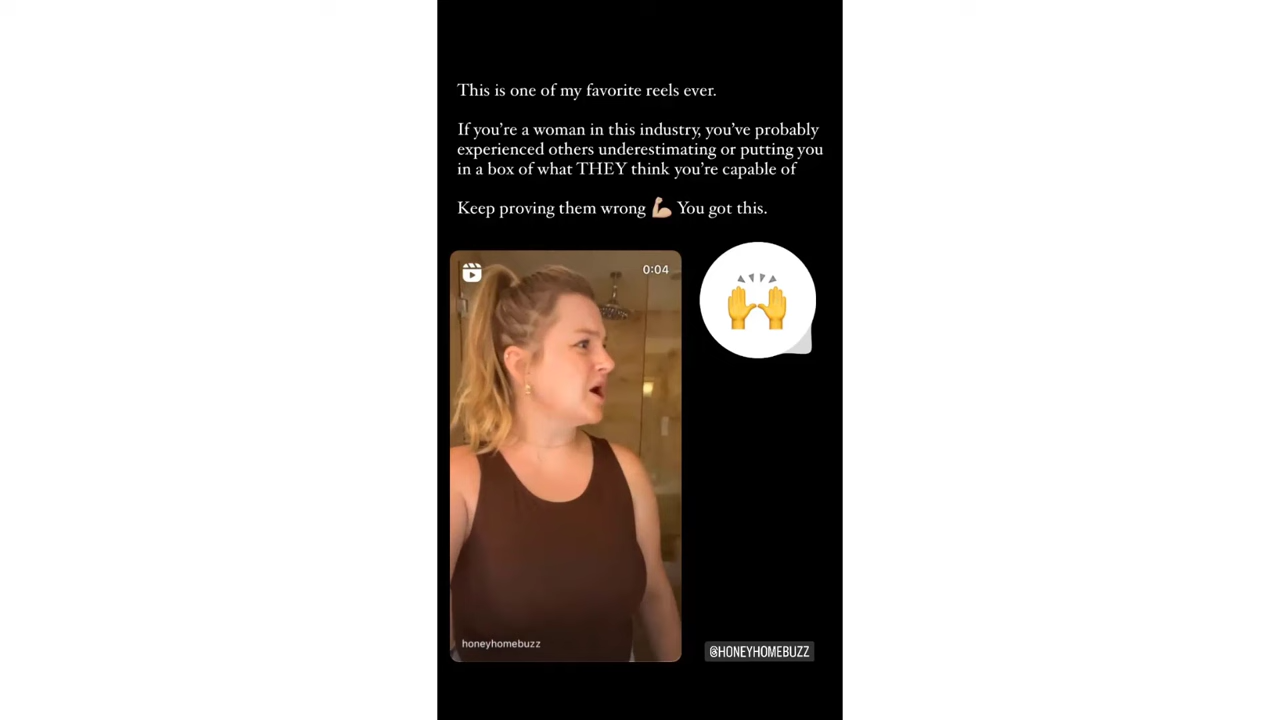 This is one of my favorite reels ever.
If you're a woman in this industry, you've probably
experienced others underestimating or putting you
in a box of what THEY think you're capable of
Keep proving them wrong 💪🏼 You got this.
0:04
honeyhomebuzz
@HONEYHOMEBUZZ